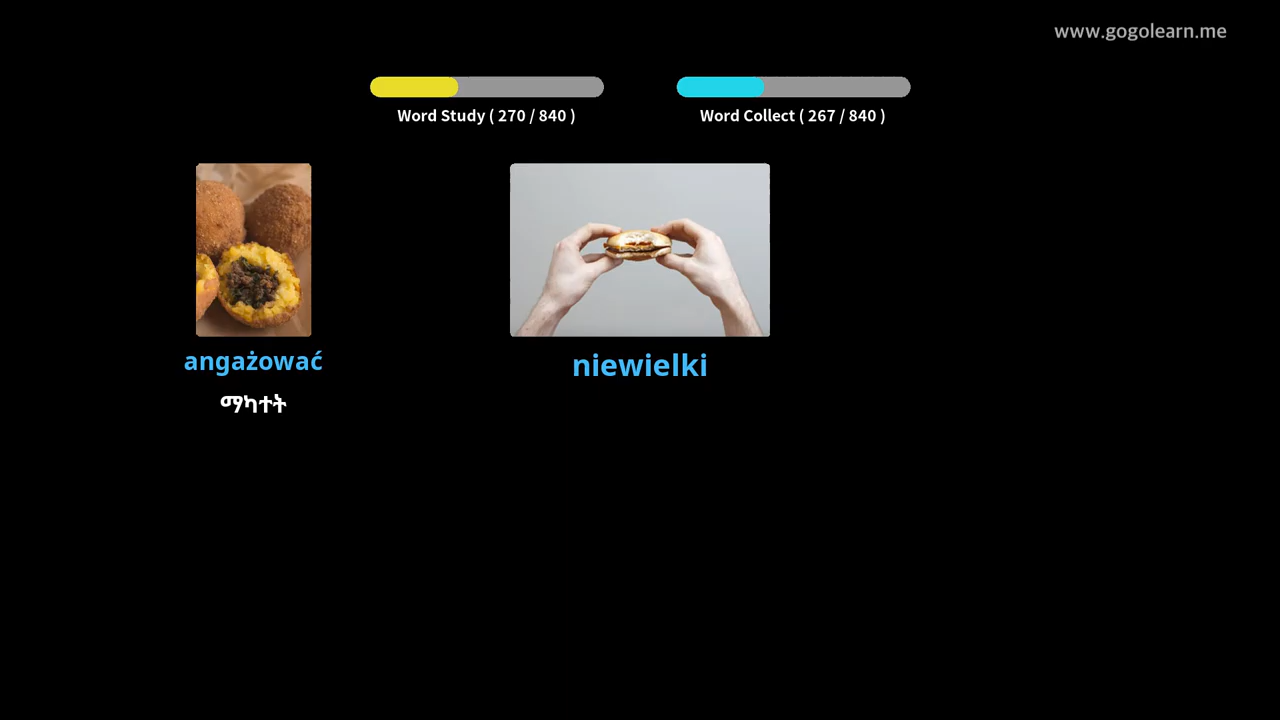 www.gogolearn.me
Word Study ( 270 / 840 )
Word Collect ( 267 / 840 )
angażować
ማካተት
niewielki